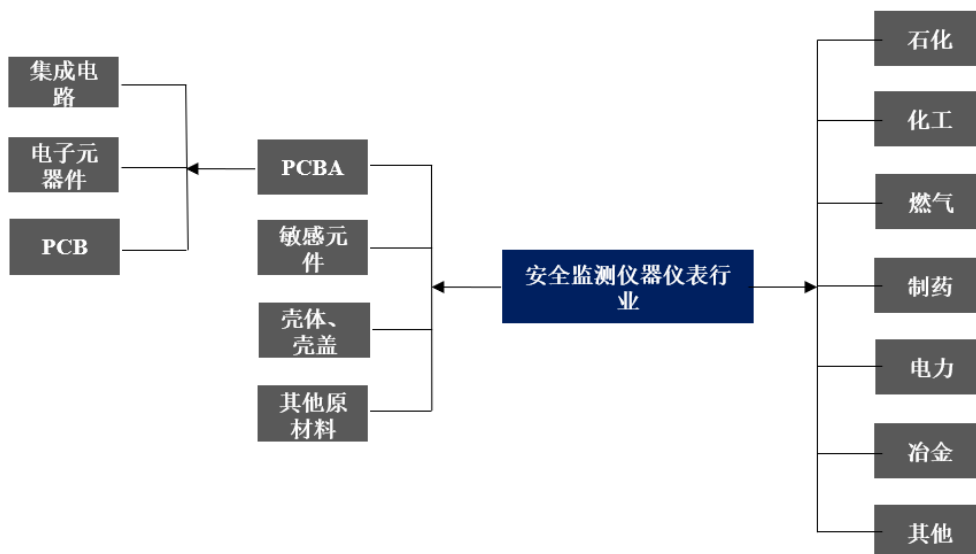 集成电
路
电子元
器件
PCB
PCBA
敏感元
件
壳体、
壳盖
其他原
材料
安全监测仪器仪表行
业
石化
化工
燃气
制药
电力
冶金
其他